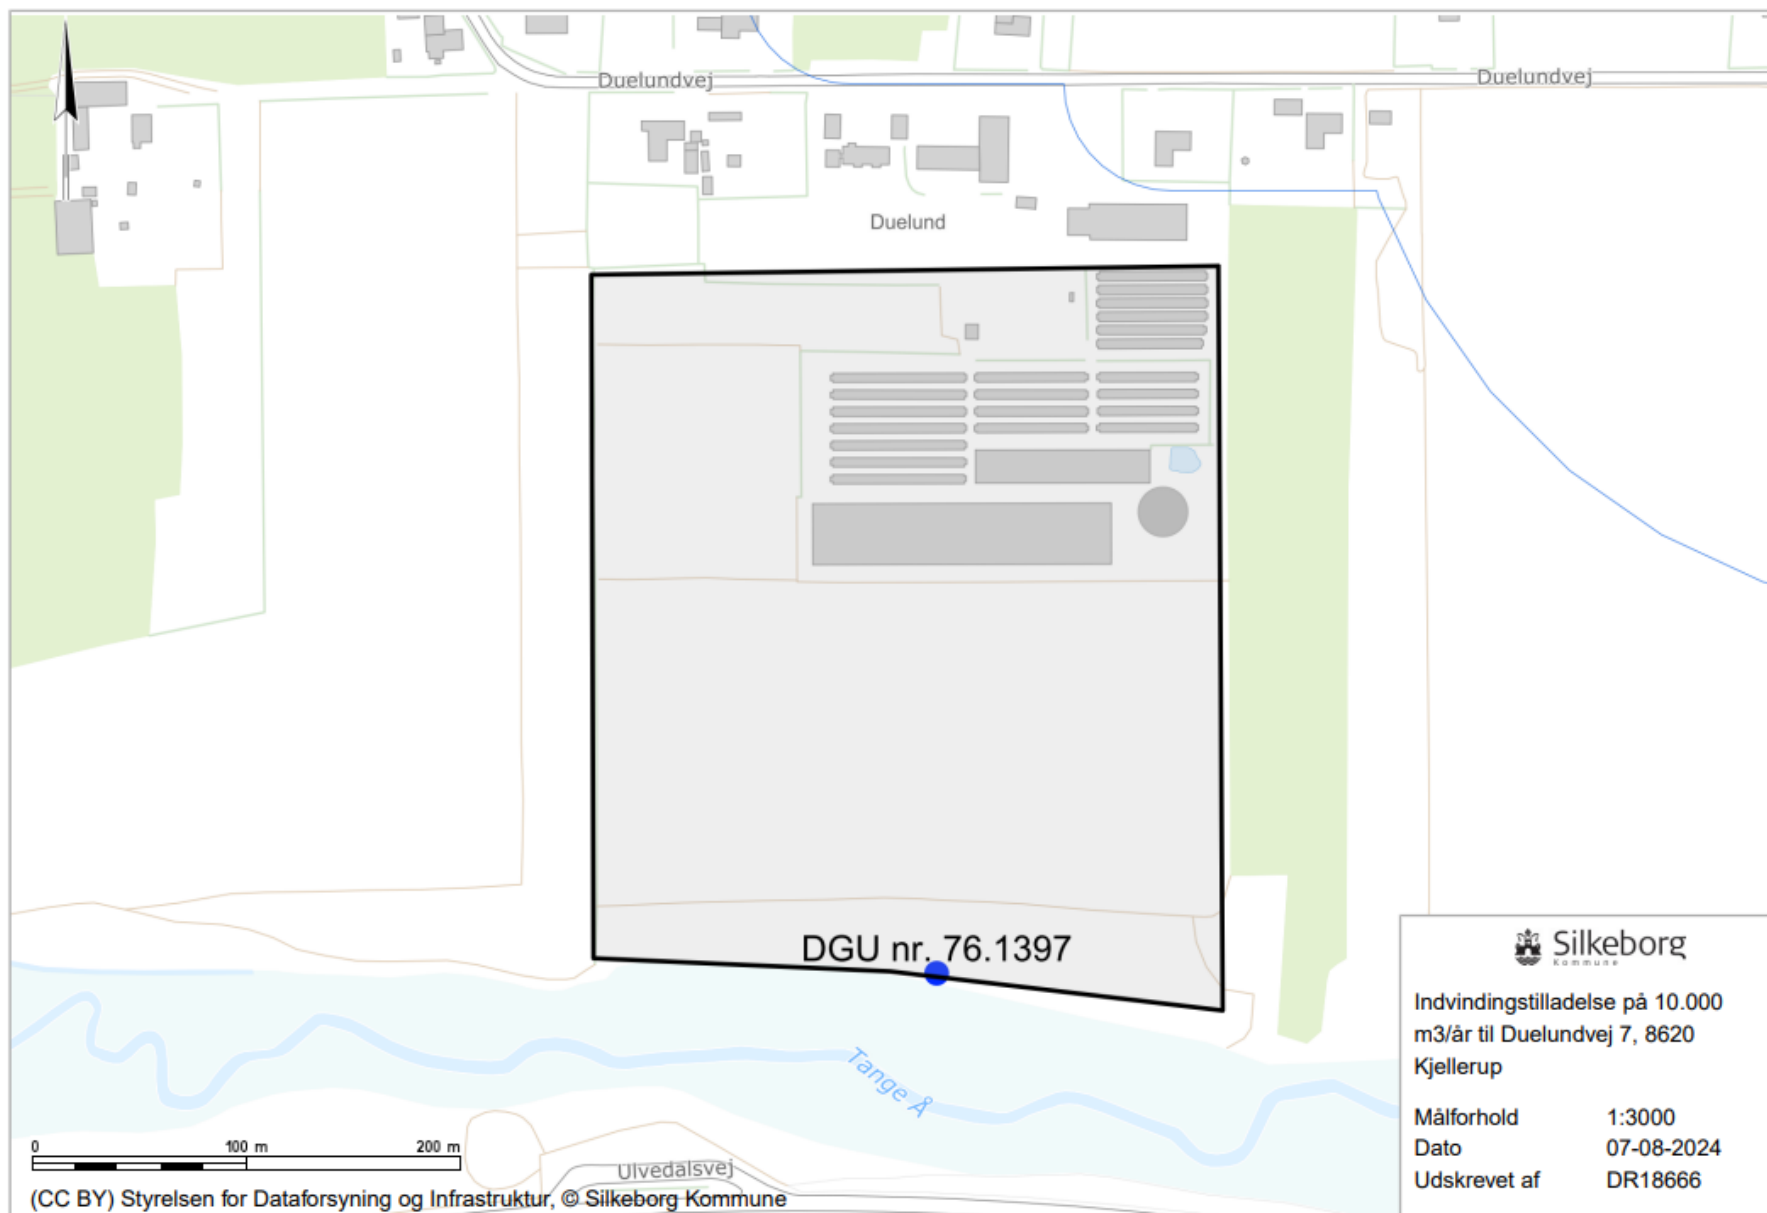 Duelundvej
Duelundvej
Duelund
DGU nr. 76.1397
Tange Å
Silkeborg
Kommune
Indvindingstilladelse på 10.000
m3/år til Duelundvej 7, 8620
Kjellerup
Målforhold 1:3000
Dato 07-08-2024
Udskrevet af DR18666
0 100 m 200 m
Ulvedalsvej
(CC BY) Styrelsen for Dataforsyning og Infrastruktur, © Silkeborg Kommune